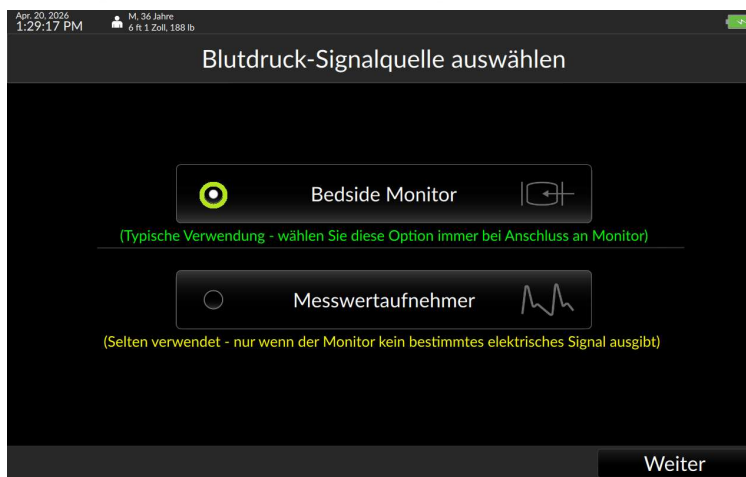 Apr. 20, 2026
1:29:17 PM
M, 36 Jahre
6 ft 1 Zoll, 188 lb
Blutdruck-Signalquelle auswählen
Bedside Monitor
(Typische Verwendung - wählen Sie diese Option immer bei Anschluss an Monitor)
Messwertaufnehmer
(Selten verwendet - nur wenn der Monitor kein bestimmtes elektrisches Signal ausgibt)
Weiter